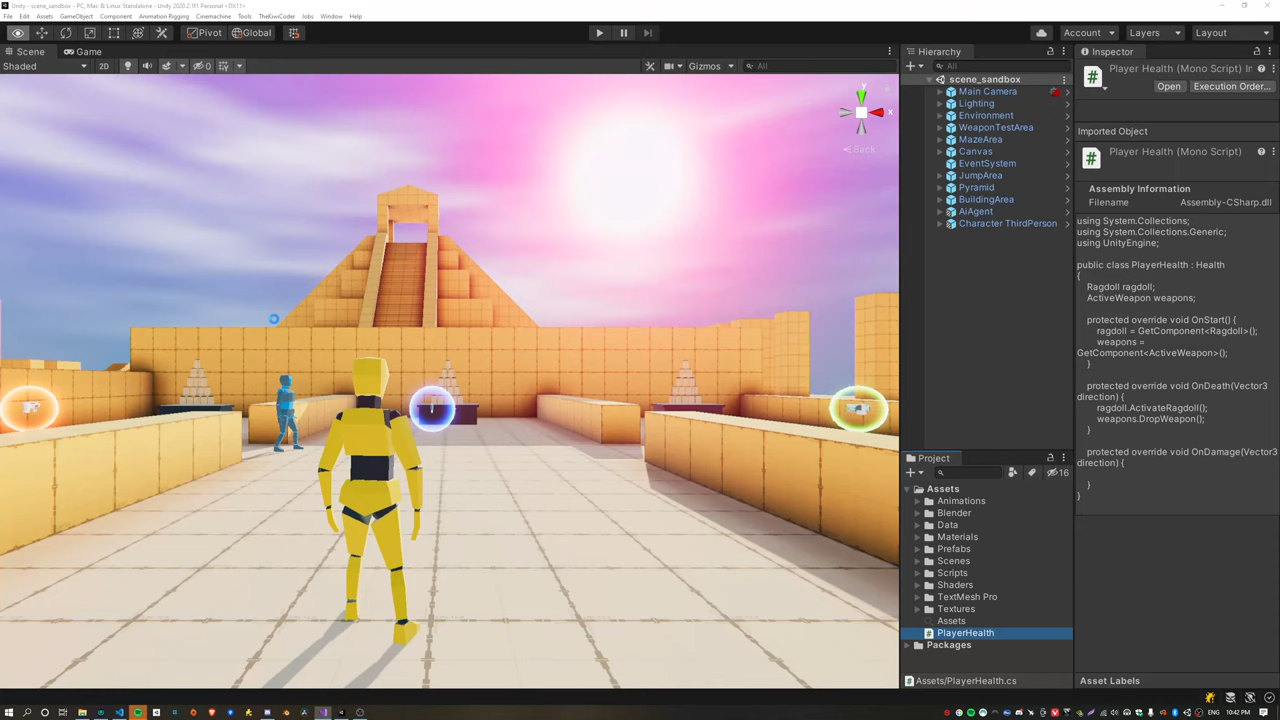 Unity - scene_sandbox - PC, Mac & Linux Standalone - Unity 2020.2.1f1 Personal <DX11>
File Edit Assets GameObject Component Animation Rigging Cinemachine Tools TheKiwiCoder Jobs Window Help
Pivot Global Account Layers Layout
Scene Game
Shaded 2D 0 Gizmos All
y
x
Back
Hierarchy
All
scene_sandbox
Main Camera
Lighting
Environment
WeaponTestArea
MazeArea
Canvas
EventSystem
JumpArea
Pyramid
BuildingArea
AiAgent
Character ThirdPerson
Project
16
Assets
Animations
Blender
Data
Materials
Prefabs
Scenes
Scripts
Shaders
TextMesh Pro
Textures
Assets
PlayerHealth
Packages
Assets/PlayerHealth.cs
Inspector
Player Health (Mono Script) Im
Open Execution Order...
Imported Object
Player Health (Mono Script)
Assembly Information
Filename Assembly-CSharp.dll
using System.Collections;
using System.Collections.Generic;
using UnityEngine;
public class PlayerHealth : Health
{
Ragdoll ragdoll;
ActiveWeapon weapons;
protected override void OnStart() {
ragdoll = GetComponent<Ragdoll>();
weapons =
GetComponent<ActiveWeapon>();
}
protected override void OnDeath(Vector3
direction) {
ragdoll.ActivateRagdoll();
weapons.DropWeapon();
}
protected override void OnDamage(Vector3
direction) {
}
}
Asset Labels
ENG 10:42 PM